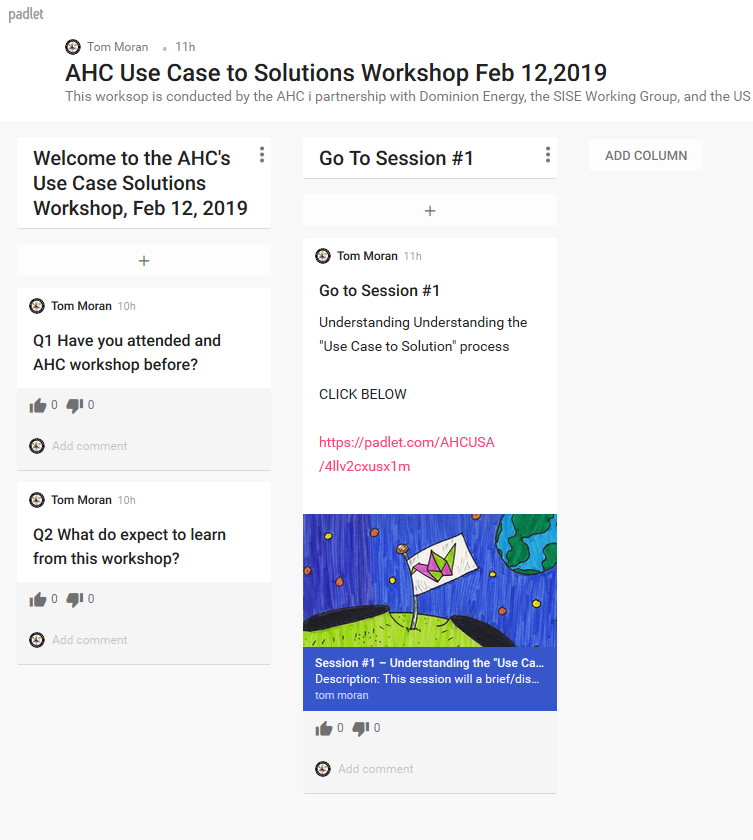 padlet
Tom Moran • 11h
AHC Use Case to Solutions Workshop Feb 12,2019
This worksop is conducted by the AHC i partnership with Dominion Energy, the SISE Working Group, and the US
Welcome to the AHC's
Use Case Solutions
Workshop, Feb 12, 2019
+
Tom Moran 10h
Q1 Have you attended and
AHC workshop before?
0 0
Add comment
Tom Moran 10h
Q2 What do expect to learn
from this workshop?
0 0
Add comment
Go To Session #1
+
Tom Moran 11h
Go to Session #1
Understanding Understanding the
"Use Case to Solution" process
CLICK BELOW
https://padlet.com/AHCUSA
/4llv2cxusx1m
Session #1 – Understanding the "Use Ca...
Description: This session will a brief/dis...
tom moran
0 0
Add comment
ADD COLUMN